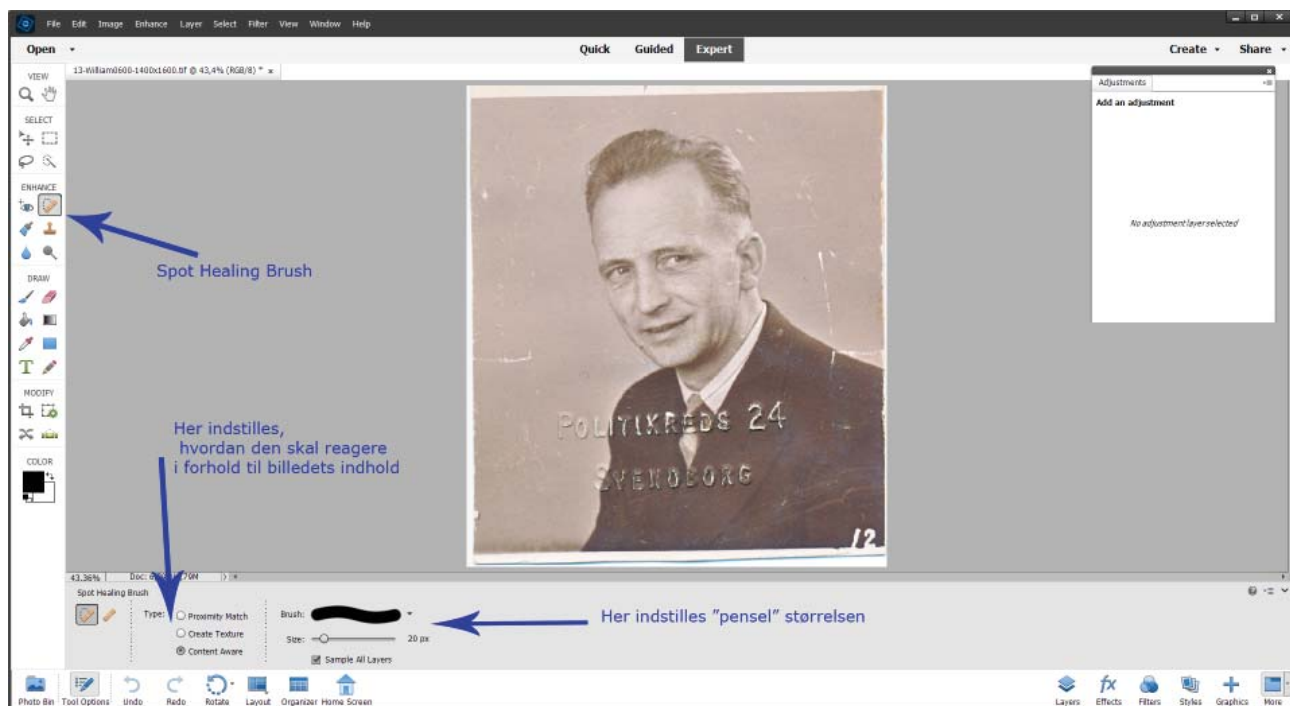 File Edit Image Enhance Layer Select Filter View Window Help
Open
Quick Guided Expert
Create Share
13-William0600-1400x1600.tif @ 43,4% (RGB/8) * x
VIEW
SELECT
ENHANCE
DRAW
MODIFY
COLOR
Adjustments
Add an adjustment
No adjustment layer selected
Spot Healing Brush
Her indstilles,
hvordan den skal reagere
i forhold til billedets indhold
POLITIKREDS 24
SVENDBORG
12
43.36% Doc:
Spot Healing Brush
Type: Proximity Match
Create Texture
Content Aware
Brush:
Size: 20 px
Sample All Layers
Her indstilles ”pensel” størrelsen
Photo Bin Tool Options Undo Redo Rotate Layout Organizer Home Screen
Layers Effects Filters Styles Graphics More